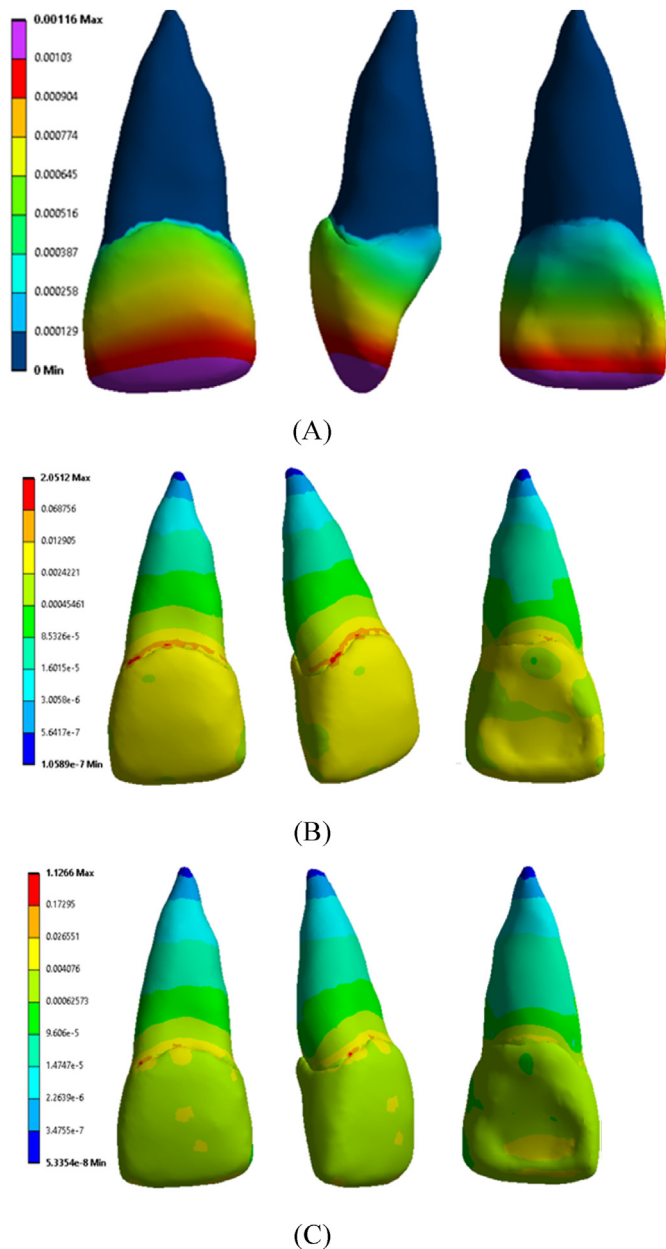 0.00116 Max
0.00103
0.000904
0.000774
0.000645
0.000516
0.000387
0.000258
0.000129
0 Min
(A)
2.0512 Max
0.068756
0.012905
0.0024221
0.00045461
8.5326e-5
1.6015e-5
3.0058e-6
5.6417e-7
1.0589e-7 Min
(B)
1.1266 Max
0.17295
0.026551
0.004076
0.00062573
9.606e-5
1.4747e-5
2.2639e-6
3.4755e-7
5.3354e-8 Min
(C)